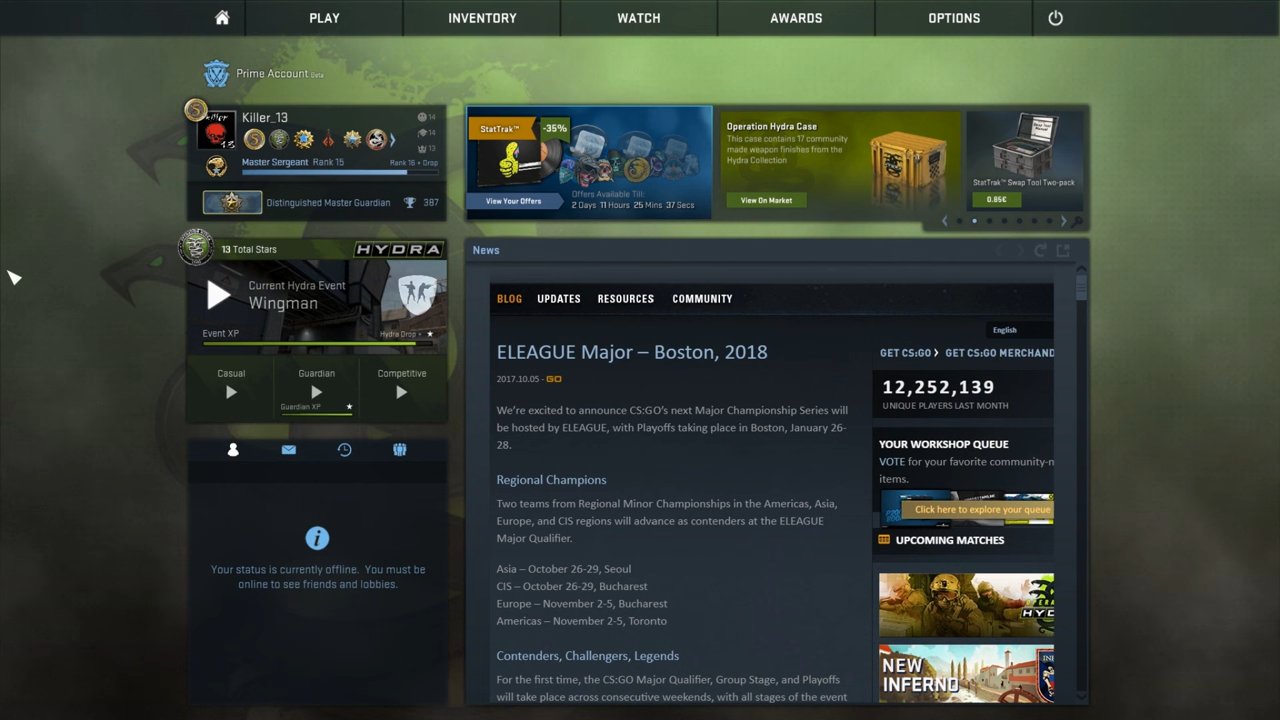 PLAY
INVENTORY
WATCH
AWARDS
OPTIONS
Prime Account Beta
Killer_13
14
14
13
Master Sergeant Rank 15
Rank 16 + Drop
Distinguished Master Guardian
387
StatTrak™
-35%
View Your Offers
Offers Available Till:
2 Days 11 Hours 25 Mins 37 Secs
Operation Hydra Case
This case contains 17 community
made weapon finishes from the
Hydra Collection
View On Market
StatTrak™ Swap Tool Two-pack
0.85€
13 Total Stars
HYDRA
Current Hydra Event
Wingman
Event XP
Hydra Drop +
Casual
Guardian
Competitive
Guardian XP
Your status is currently offline. You must be
online to see friends and lobbies.
News
BLOG
UPDATES
RESOURCES
COMMUNITY
English
ELEAGUE Major – Boston, 2018
2017.10.05 - GO
We're excited to announce CS:GO's next Major Championship Series will
be hosted by ELEAGUE, with Playoffs taking place in Boston, January 26-
28.
Regional Champions
Two teams from Regional Minor Championships in the Americas, Asia,
Europe, and CIS regions will advance as contenders at the ELEAGUE
Major Qualifier.
Asia – October 26-29, Seoul
CIS – October 26-29, Bucharest
Europe – November 2-5, Bucharest
Americas – November 2-5, Toronto
Contenders, Challengers, Legends
For the first time, the CS:GO Major Qualifier, Group Stage, and Playoffs
will take place across consecutive weekends, with all stages of the event
GET CS:GO
GET CS:GO MERCHAND
12,252,139
UNIQUE PLAYERS LAST MONTH
YOUR WORKSHOP QUEUE
VOTE for your favorite community-m
items.
Click here to explore your queue
UPCOMING MATCHES
HYD
NEW
INFERNO